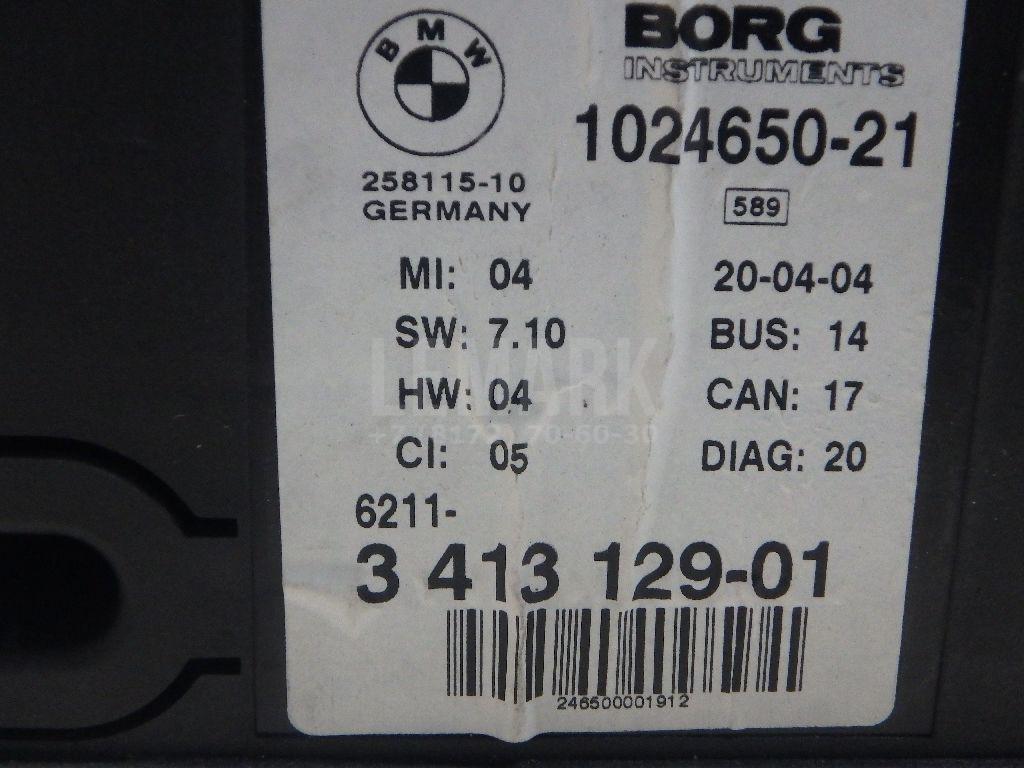 BMW
BORG
INSTRUMENTS
1024650-21
258115-10
GERMANY
589
MI: 04 20-04-04
SW: 7.10 BUS: 14
HW: 04 CAN: 17
CI: 05 DIAG: 20
6211-
3 413 129-01
246500001912